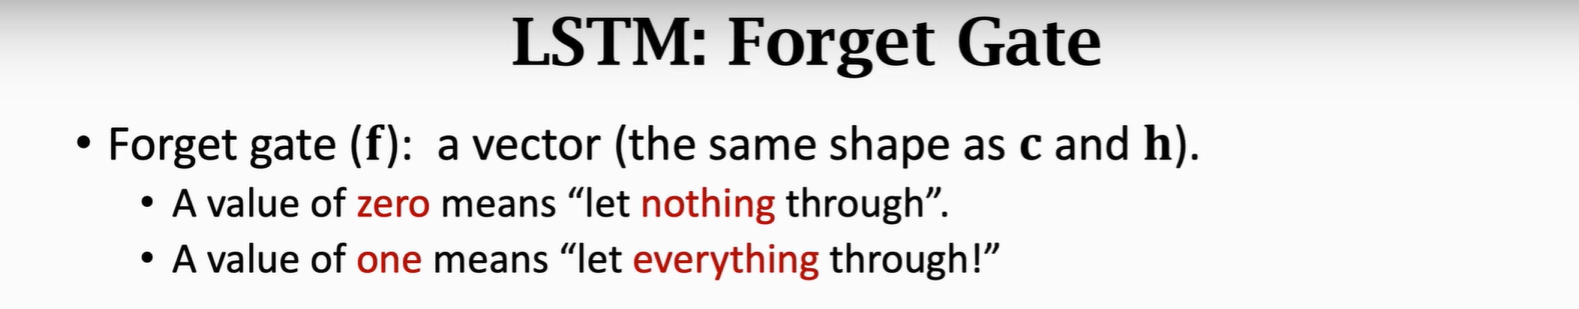 LSTM: Forget Gate
• Forget gate (f): a vector (the same shape as c and h).
• A value of zero means “let nothing through”.
• A value of one means “let everything through!”